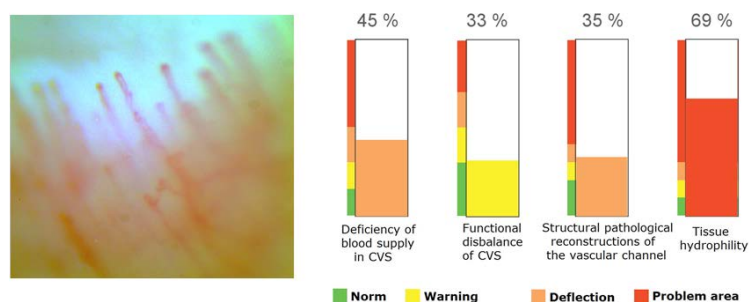 45 %
33 %
35 %
69 %
Deficiency of
blood supply
in CVS
Functional
disbalance
of CVS
Structural pathological
reconstructions of
the vascular channel
Tissue
hydrophility
Norm
Warning
Deflection
Problem area